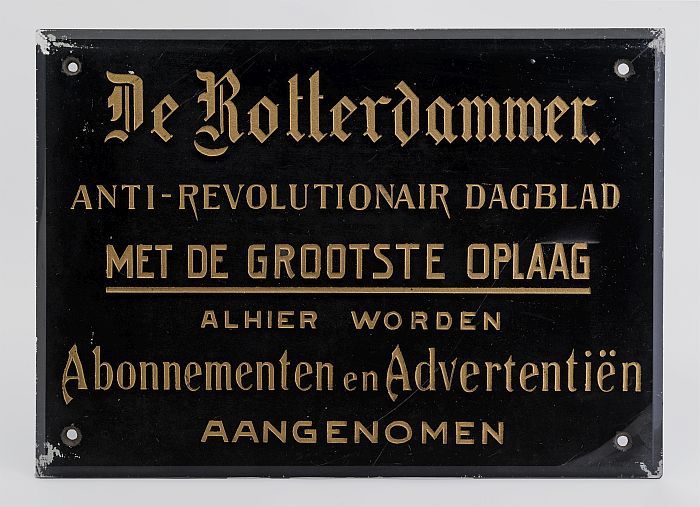 De Rotterdammer.
ANTI-REVOLUTIONAIR DAGBLAD
MET DE GROOTSTE OPLAAG
ALHIER WORDEN
Abonnementen en Advertentiën
AANGENOMEN